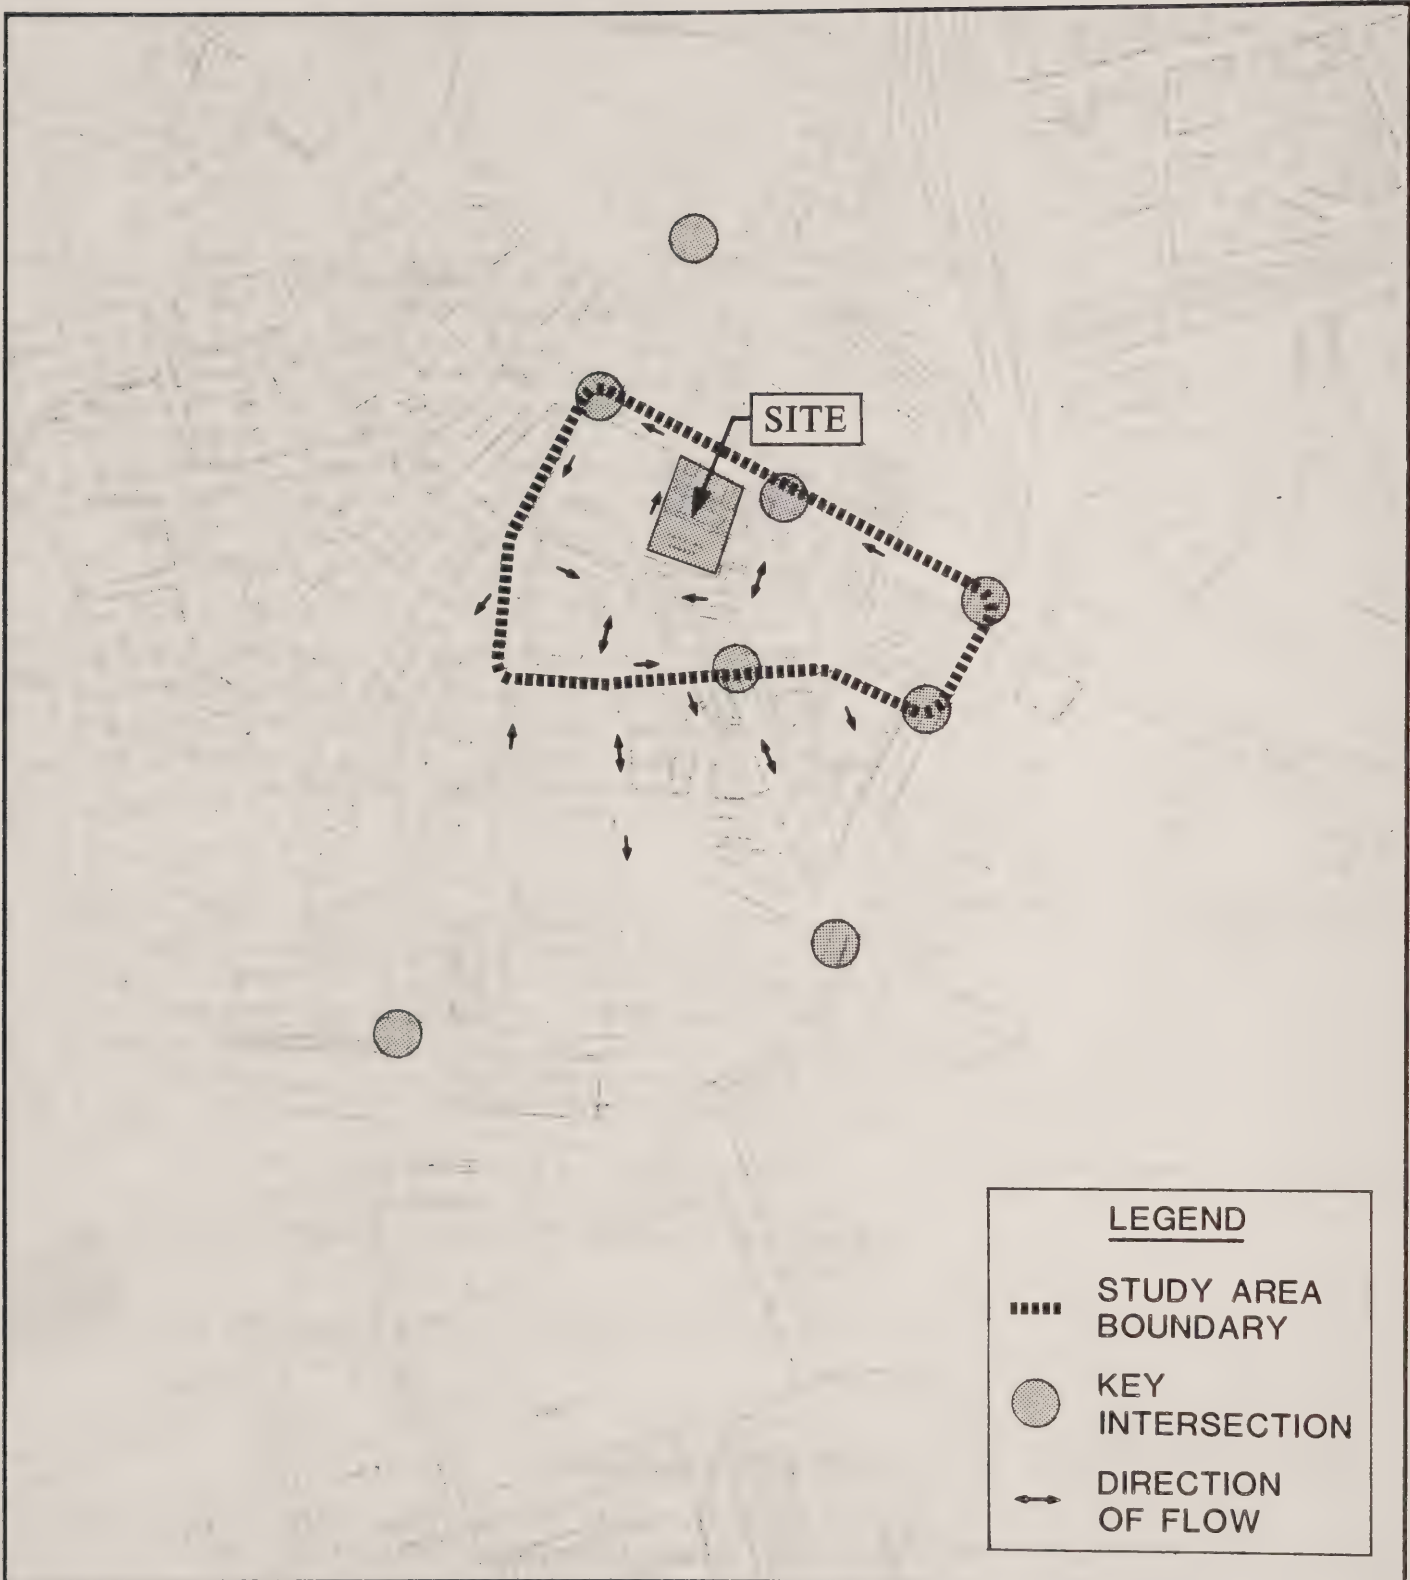 SITE
LEGEND
STUDY AREA
BOUNDARY
KEY
INTERSECTION
DIRECTION
OF FLOW